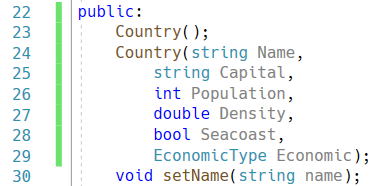 22 public:
23     Country();
24     Country(string Name,
25         string Capital,
26         int Population,
27         double Density,
28         bool Seacoast,
29         EconomicType Economic);
30     void setName(string name);